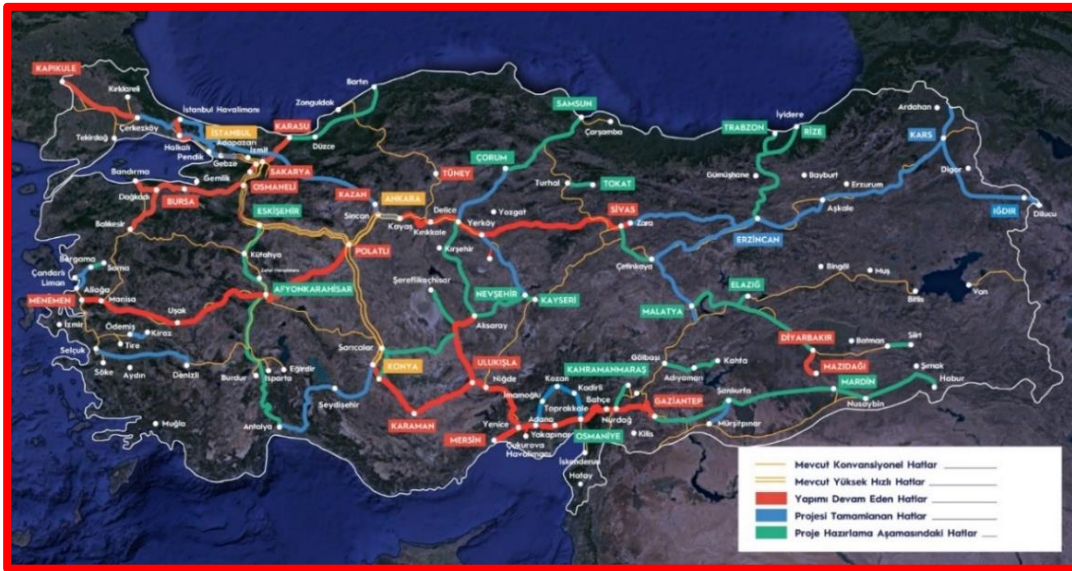 KAPIKULE
Kırklareli
İstanbul Havalimanı
Çerkezköy
Tekirdağ
Halkalı
Pendik
Gebze
İSTANBUL
Adapazarı
İzmit
KARASU
Düzce
Zonguldak
Bartın
SAKARYA
OSMANELİ
Bandırma
Gemlik
BURSA
Balıkesir
ESKİŞEHİR
Kütahya
KAZAN
ANKARA
Sincan
Kayaş
Kırıkkale
Delice
TÜNEY
POLATLI
ÇORUM
SAMSUN
Çarşamba
Turhal
TOKAT
Yerköy
Yozgat
SİVAS
Zara
Kırşehir
Şereflikoçhisar
NEVŞEHİR
KAYSERİ
Aksaray
Çetinkaya
TRABZON
İyidere
RİZE
Gümüşhane
Bayburt
Erzurum
Aşkale
ERZİNCAN
Ardahan
KARS
Digor
IĞDIR
Dilucu
Bergama
Soma
Çandarlı
Liman
Aliağa
MENEMEN
Manisa
İzmir
Uşak
AFYONKARAHİSAR
Ödemiş
Kiraz
Tire
Selçuk
Söke
Aydın
Denizli
Muğla
Burdur
Isparta
Eğirdir
Antalya
Sarıcalar
KONYA
Seydişehir
KARAMAN
ULUKIŞLA
Niğde
MERSİN
Yenice
Adana
Yakapınar
Çukurova
Havalimanı
İmamoğlu
Kozan
Kadirli
Toprakkale
Bahçe
OSMANİYE
İskenderun
Hatay
KAHRAMANMARAŞ
Nurdağ
Kilis
GAZİANTEP
Gölbaşı
Adıyaman
Kahta
MALATYA
ELAZIĞ
Bingöl
Muş
Bitlis
Van
DİYARBAKIR
Batman
Siirt
MAZIDAĞI
MARDİN
Şırnak
Habur
Nusaybin
Şanlıurfa
Mürşitpınar
Mevcut Konvansiyonel Hatlar
Mevcut Yüksek Hızlı Hatlar
Yapımı Devam Eden Hatlar
Projesi Tamamlanan Hatlar
Proje Hazırlama Aşamasındaki Hatlar